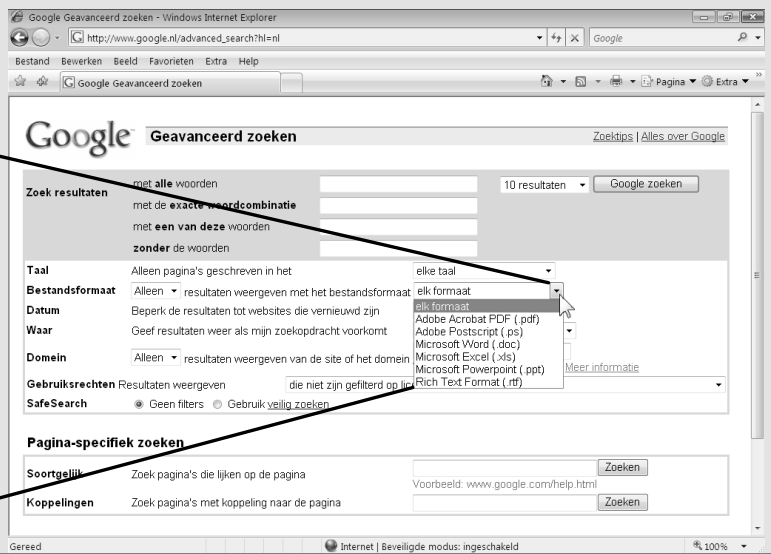 Google Geavanceerd zoeken - Windows Internet Explorer
http://www.google.nl/advanced_search?hl=nl
Google
Bestand Bewerken Beeld Favorieten Extra Help
Google Geavanceerd zoeken
Pagina Extra
Google Geavanceerd zoeken
Zoektips | Alles over Google
Zoek resultaten met alle woorden 10 resultaten Google zoeken
met de exacte woordcombinatie
met een van deze woorden
zonder de woorden
Taal Alleen pagina's geschreven in het elke taal
Bestandsformaat Alleen resultaten weergeven met het bestandsformaat elk formaat
elk formaat
Adobe Acrobat PDF (.pdf)
Adobe Postscript (.ps)
Microsoft Word (.doc)
Microsoft Excel (.xls)
Microsoft Powerpoint (.ppt)
Rich Text Format (.rtf)
Datum Beperk de resultaten tot websites die vernieuwd zijn
Waar Geef resultaten weer als mijn zoekopdracht voorkomt
Domein Alleen resultaten weergeven van de site of het domein
Meer informatie
Gebruiksrechten Resultaten weergeven die niet zijn gefilterd op lic
SafeSearch Geen filters Gebruik veilig zoeken
Pagina-specifiek zoeken
Soortgelijk Zoek pagina's die lijken op de pagina Zoeken
Voorbeeld: www.google.com/help.html
Koppelingen Zoek pagina's met koppeling naar de pagina Zoeken
Gereed Internet | Beveiligde modus: ingeschakeld 100%